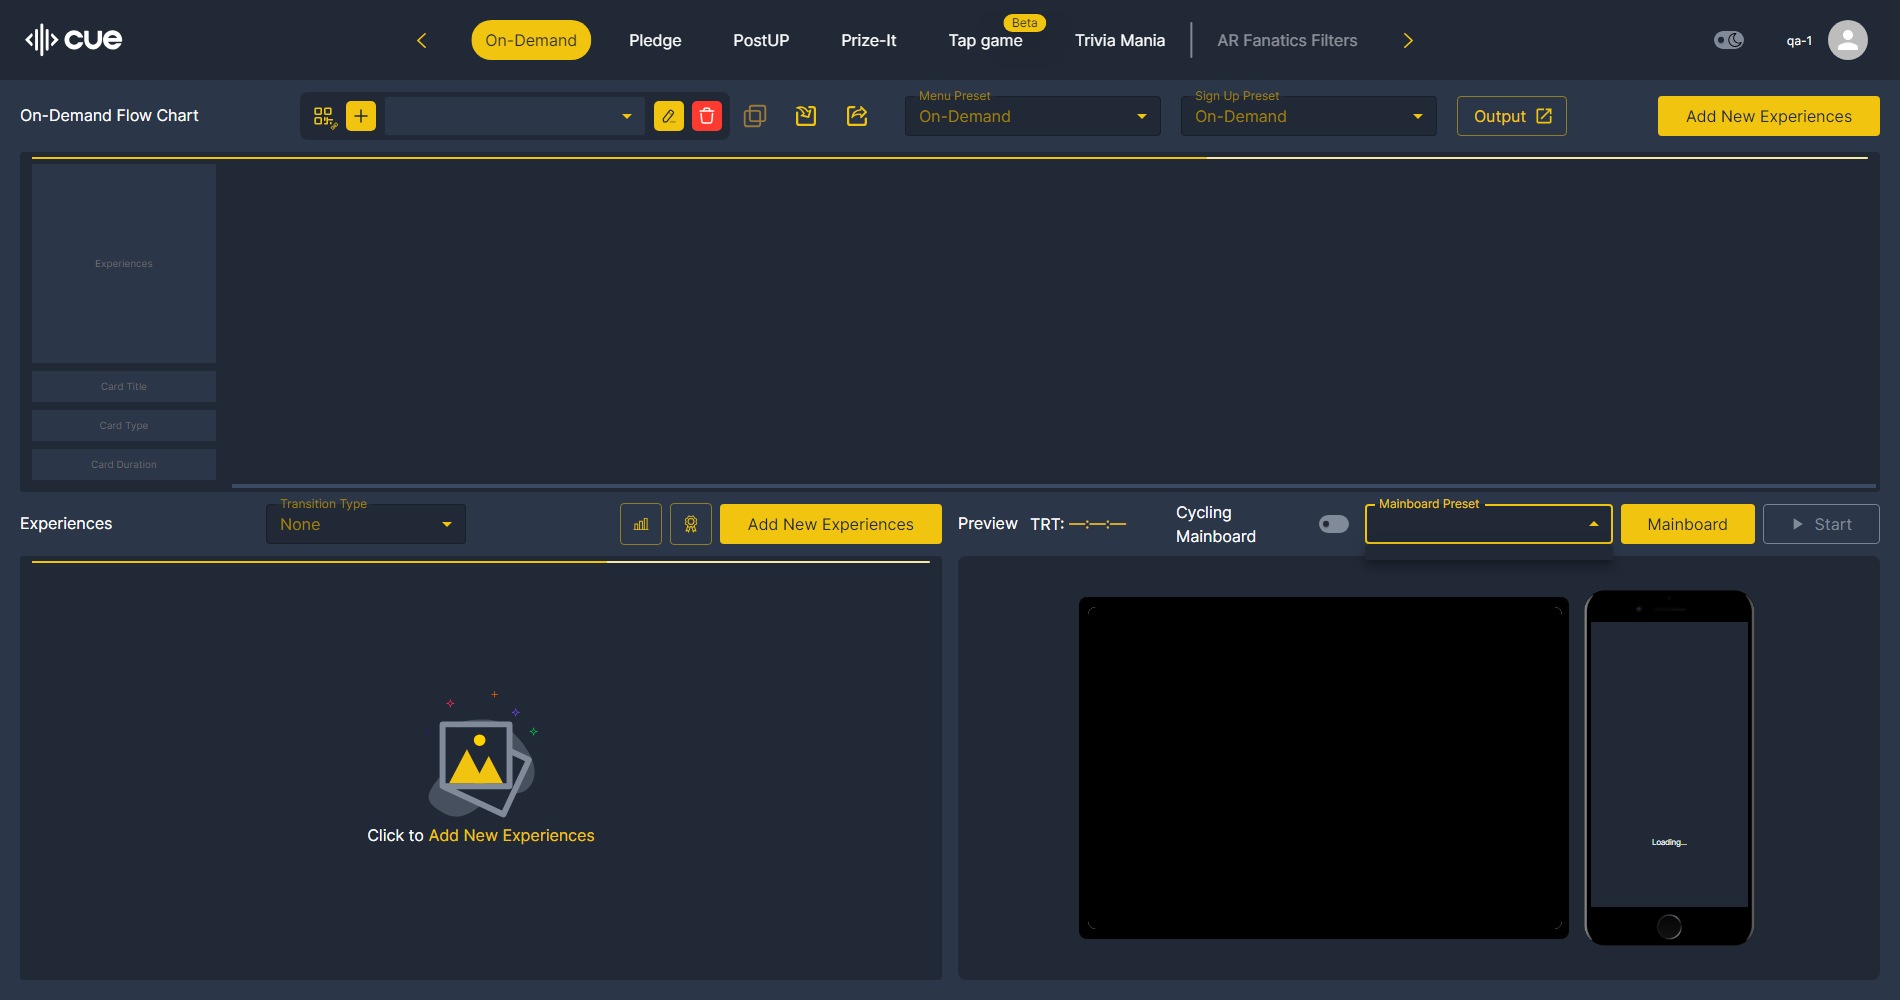 cue
On-Demand
Pledge
PostUP
Prize-It
Tap game
Beta
Trivia Mania
AR Fanatics Filters
qa-1
On-Demand Flow Chart
Menu Preset
On-Demand
Sign Up Preset
On-Demand
Output
Add New Experiences
Experiences
Card Title
Card Type
Card Duration
Experiences
Transition Type
None
Add New Experiences
Preview
TRT: —:—:—
Cycling
Mainboard
Mainboard Preset
Mainboard
Start
Click to Add New Experiences
Loading...